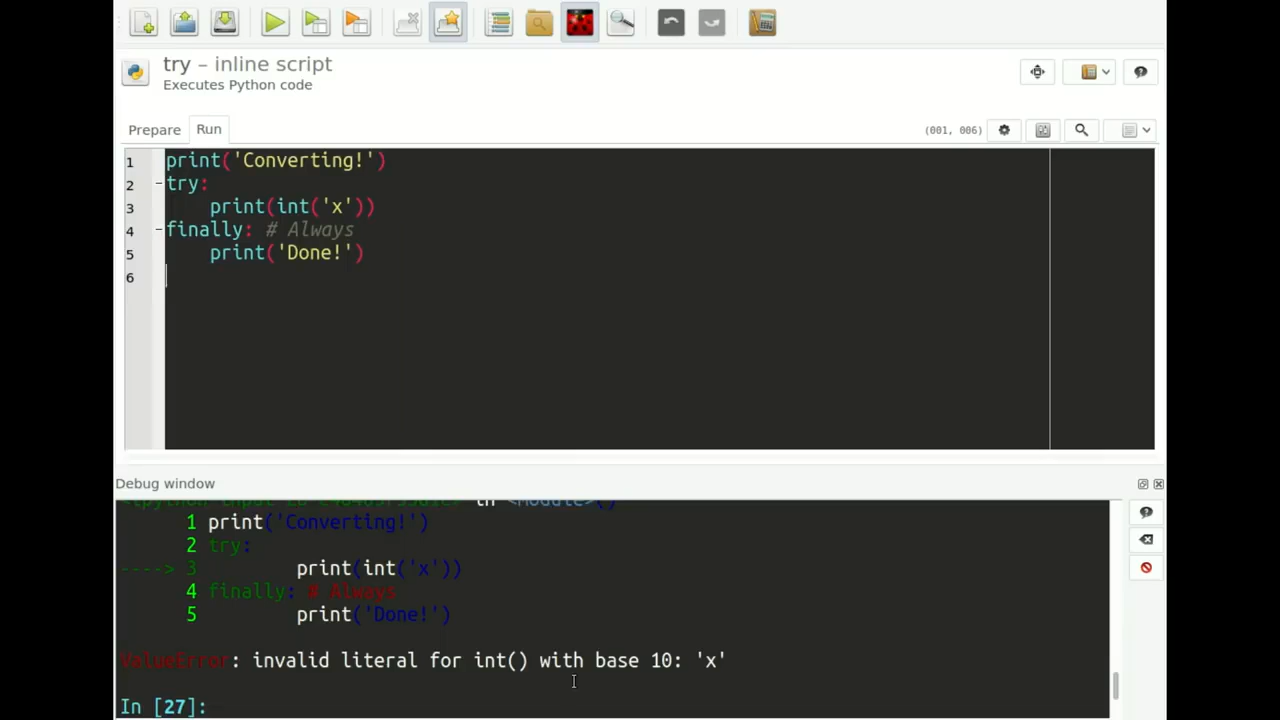 try – inline script
Executes Python code
Prepare Run
(001, 006)
1 print('Converting!')
2 try:
3 print(int('x'))
4 finally: # Always
5 print('Done!')
6
Debug window
in <module>()
1 print('Converting!')
2 try:
----> 3 print(int('x'))
4 finally: # Always
5 print('Done!')
ValueError: invalid literal for int() with base 10: 'x'
In [27]: